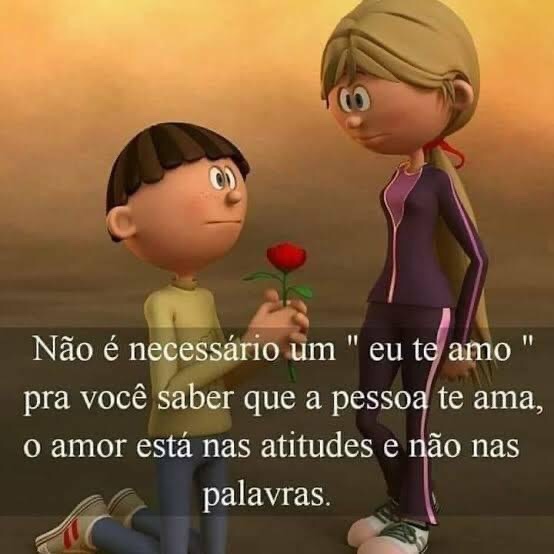 Não é necessário um " eu te amo "
pra você saber que a pessoa te ama,
o amor está nas atitudes e não nas
palavras.